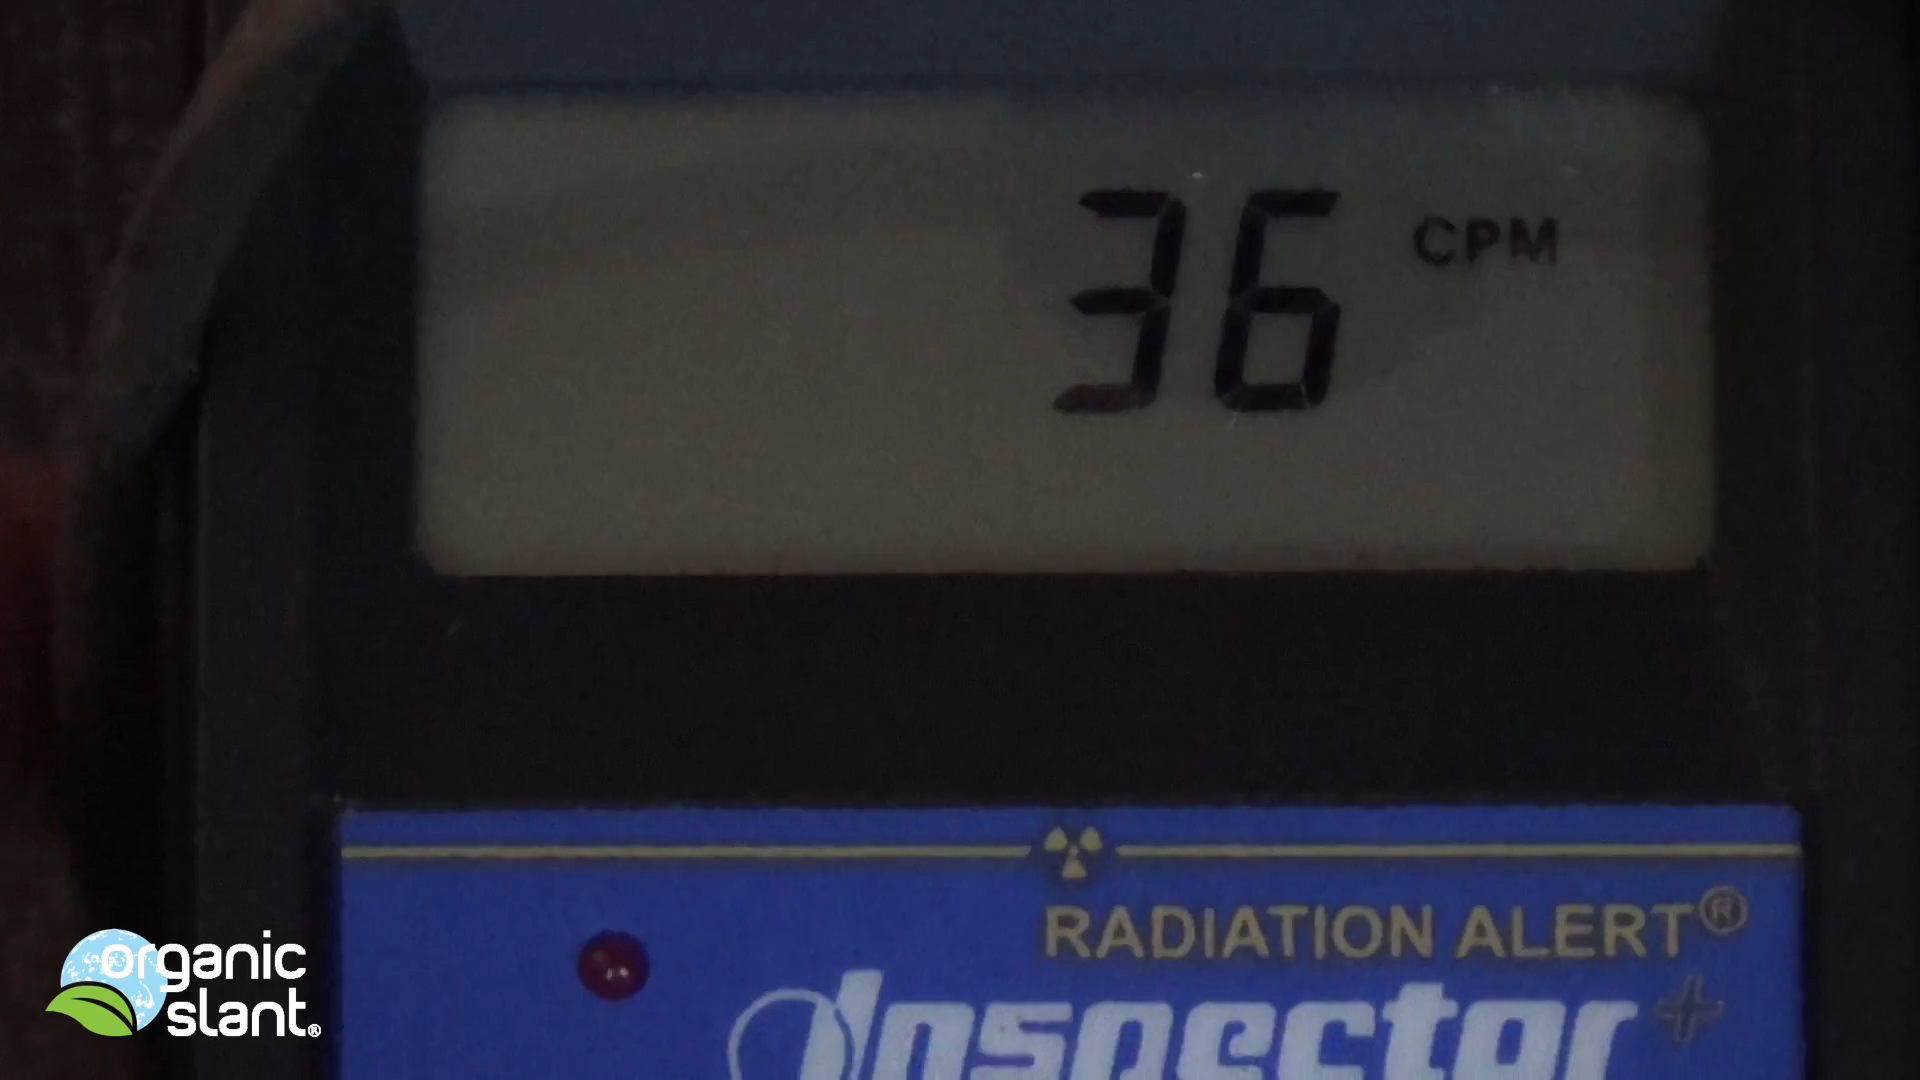 36 CPM
RADIATION ALERT®
Inspector+
organic
slant®